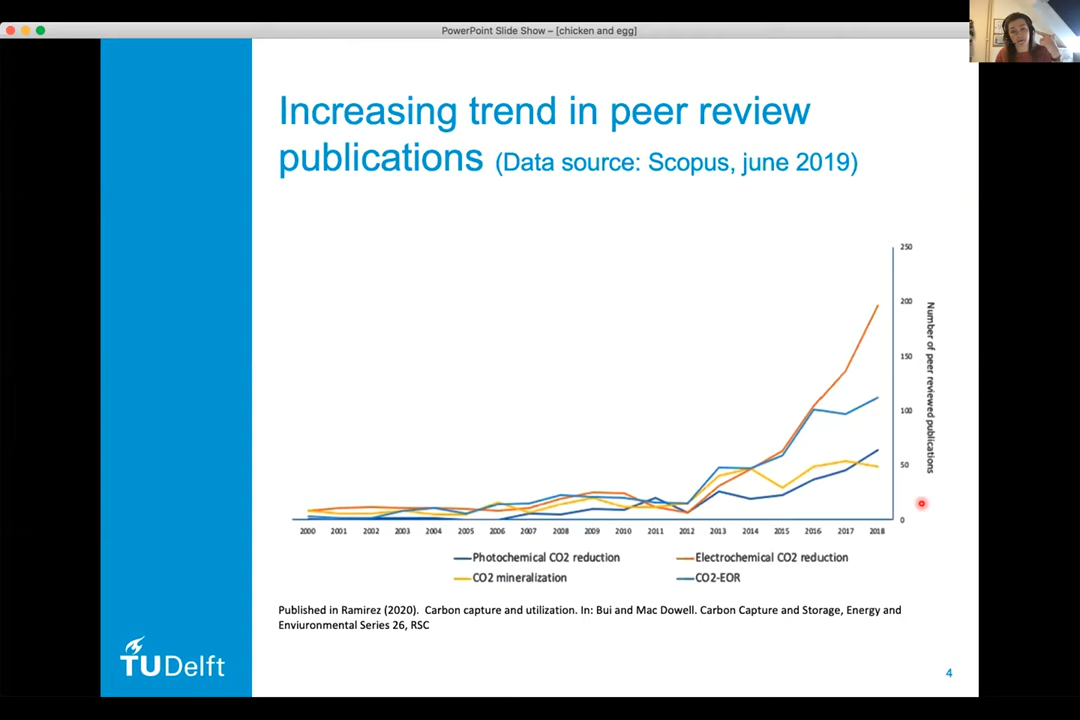 PowerPoint Slide Show – [chicken and egg]
Increasing trend in peer review
publications (Data source: Scopus, june 2019)
250
200
150
100
50
0
Number of peer reviewed publications
2000 2001 2002 2003 2004 2005 2006 2007 2008 2009 2010 2011 2012 2013 2014 2015 2016 2017 2018
Photochemical CO2 reduction Electrochemical CO2 reduction
CO2 mineralization CO2-EOR
Published in Ramirez (2020). Carbon capture and utilization. In: Bui and Mac Dowell. Carbon Capture and Storage, Energy and
Enviuronmental Series 26, RSC
TUDelft
4